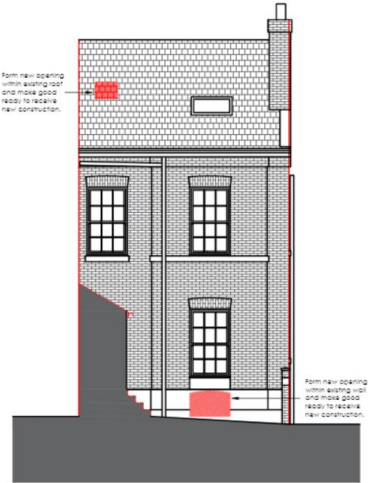 Form new opening
within existing roof
and make good
ready to receive
new construction.
Form new opening
within existing wall
and make good
ready to receive
new construction.